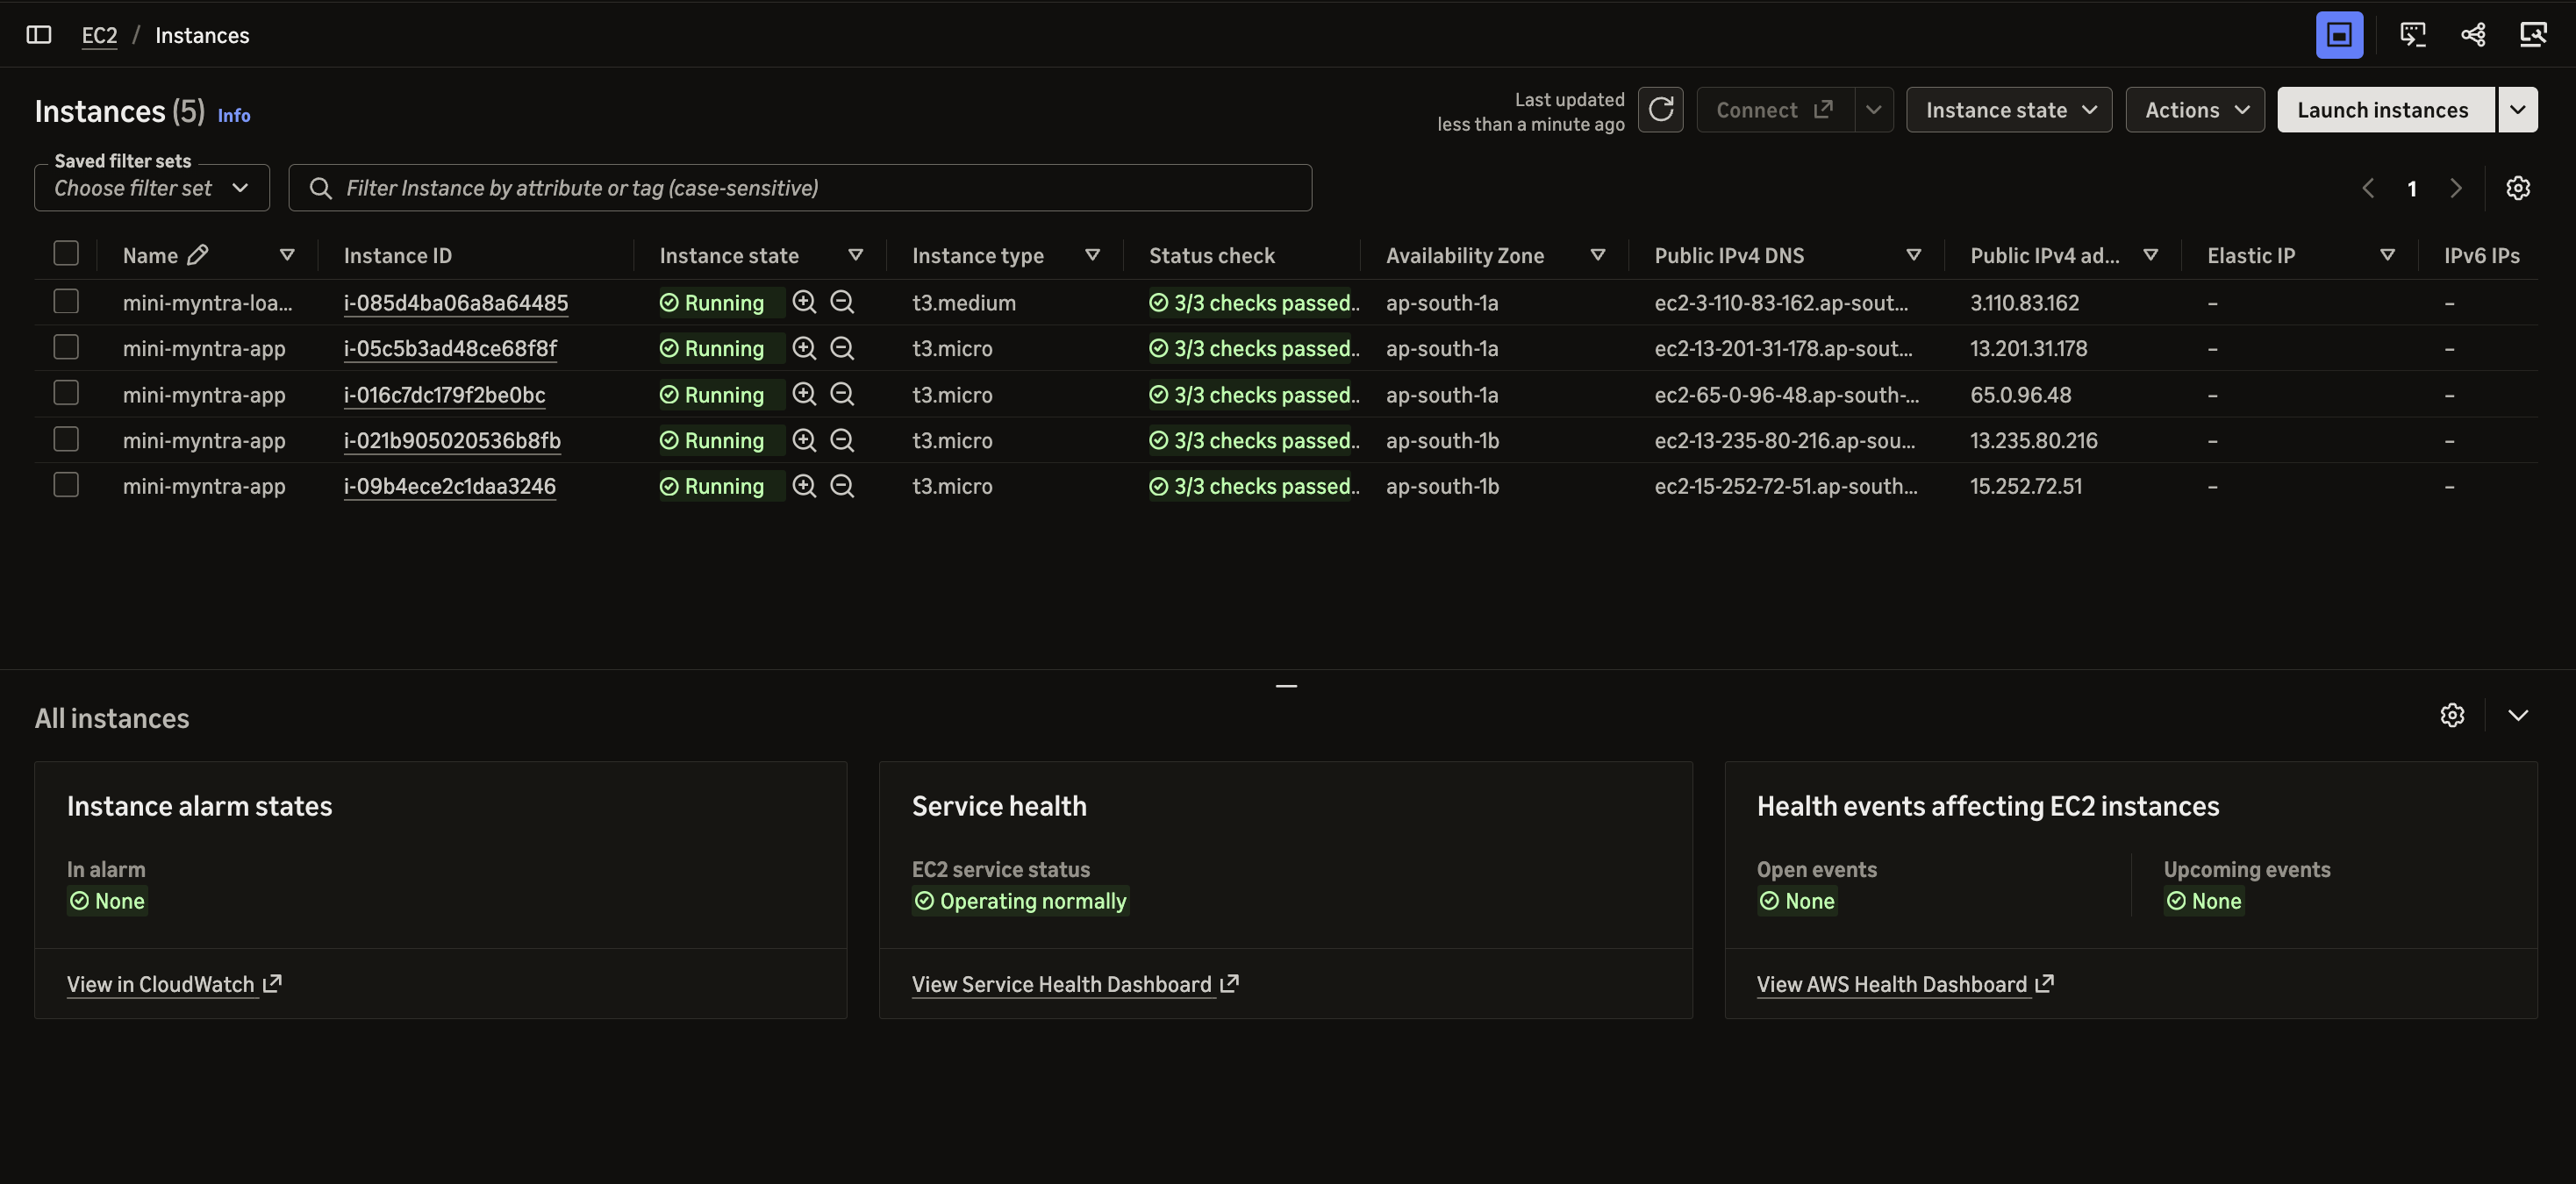 EC2 / Instances
Instances (5) Info
Last updated
less than a minute ago
Connect
Instance state
Actions
Launch instances
Saved filter sets
Choose filter set
Filter Instance by attribute or tag (case-sensitive)
1
Name Instance ID Instance state Instance type Status check Availability Zone Public IPv4 DNS Public IPv4 ad... Elastic IP IPv6 IPs
mini-myntra-loa... i-085d4ba06a8a64485 Running t3.medium 3/3 checks passed.. ap-south-1a ec2-3-110-83-162.ap-sout... 3.110.83.162 – –
mini-myntra-app i-05c5b3ad48ce68f8f Running t3.micro 3/3 checks passed.. ap-south-1a ec2-13-201-31-178.ap-sout... 13.201.31.178 – –
mini-myntra-app i-016c7dc179f2be0bc Running t3.micro 3/3 checks passed.. ap-south-1a ec2-65-0-96-48.ap-south-... 65.0.96.48 – –
mini-myntra-app i-021b905020536b8fb Running t3.micro 3/3 checks passed.. ap-south-1b ec2-13-235-80-216.ap-sou... 13.235.80.216 – –
mini-myntra-app i-09b4ece2c1daa3246 Running t3.micro 3/3 checks passed.. ap-south-1b ec2-15-252-72-51.ap-south... 15.252.72.51 – –
All instances
Instance alarm states
In alarm
None
View in CloudWatch
Service health
EC2 service status
Operating normally
View Service Health Dashboard
Health events affecting EC2 instances
Open events
None
Upcoming events
None
View AWS Health Dashboard